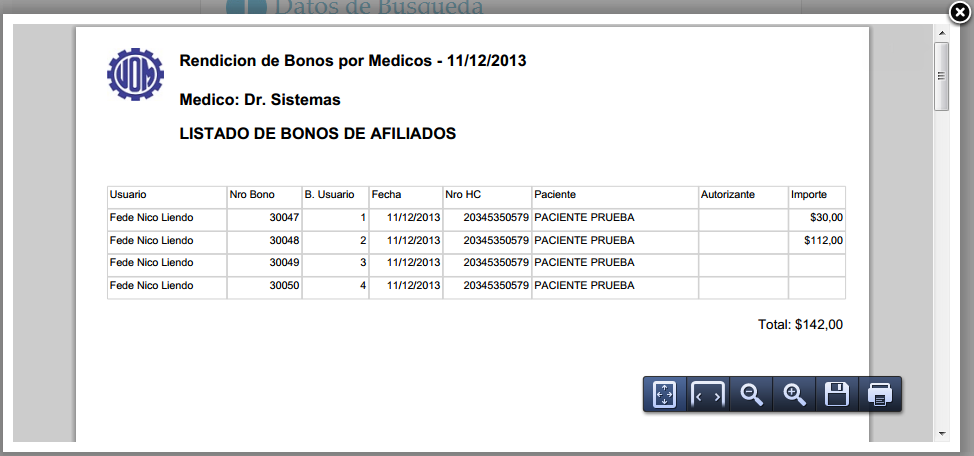 Datos de Busqueda
UOM
Rendicion de Bonos por Medicos - 11/12/2013
Medico: Dr. Sistemas
LISTADO DE BONOS DE AFILIADOS
Usuario Nro Bono B. Usuario Fecha Nro HC Paciente Autorizante Importe
Fede Nico Liendo 30047 1 11/12/2013 20345350579 PACIENTE PRUEBA $30,00
Fede Nico Liendo 30048 2 11/12/2013 20345350579 PACIENTE PRUEBA $112,00
Fede Nico Liendo 30049 3 11/12/2013 20345350579 PACIENTE PRUEBA
Fede Nico Liendo 30050 4 11/12/2013 20345350579 PACIENTE PRUEBA
Total: $142,00